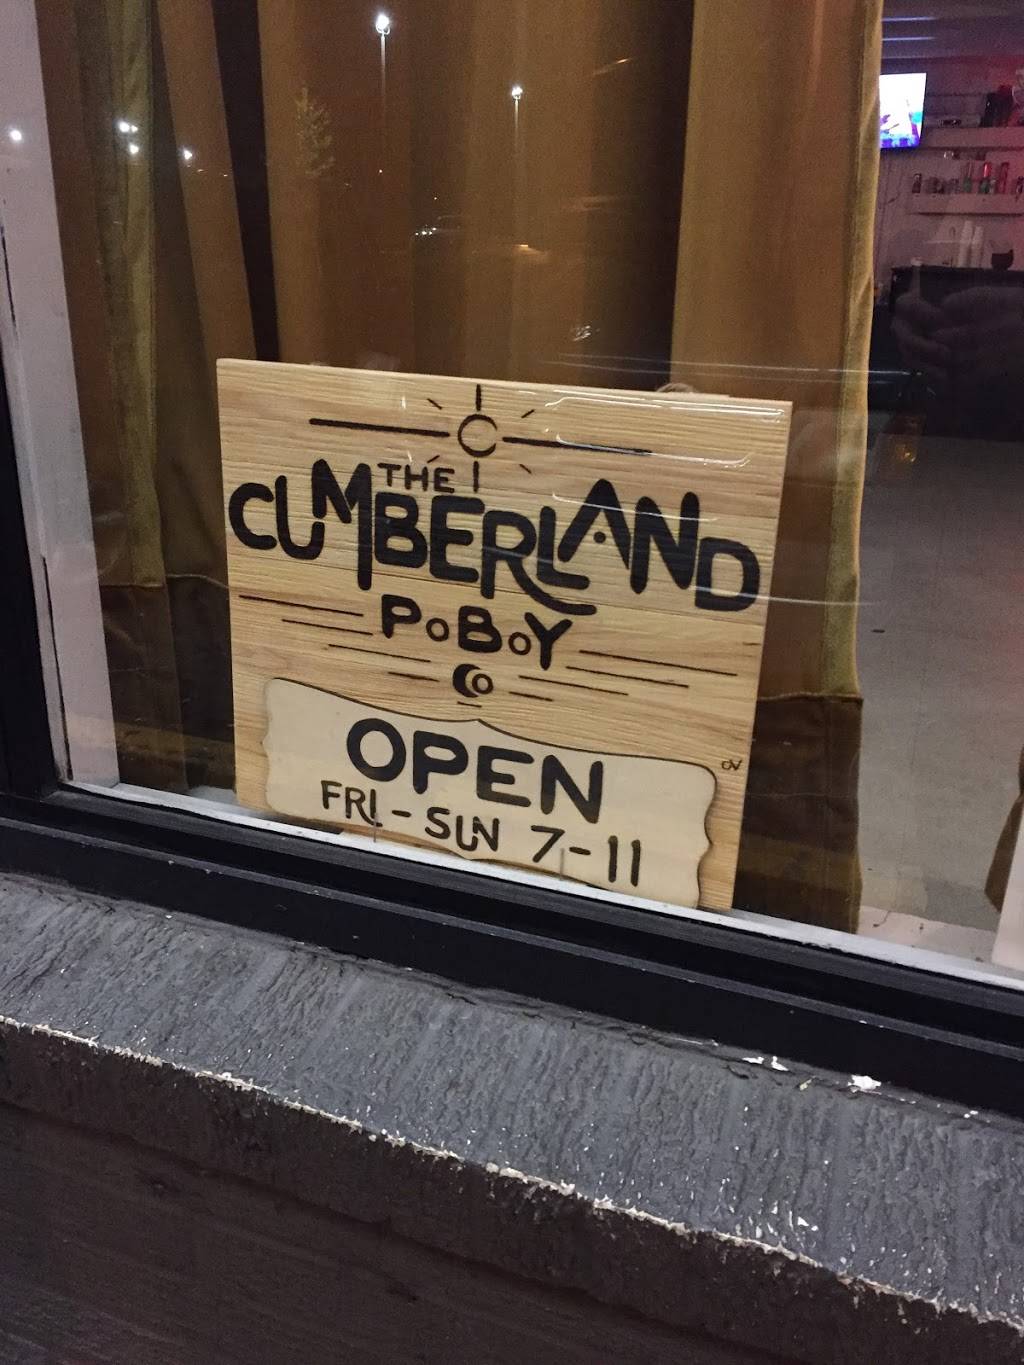 THE
CUMBERLAND
PoBoY
CO
OPEN
FRI - SUN 7-11